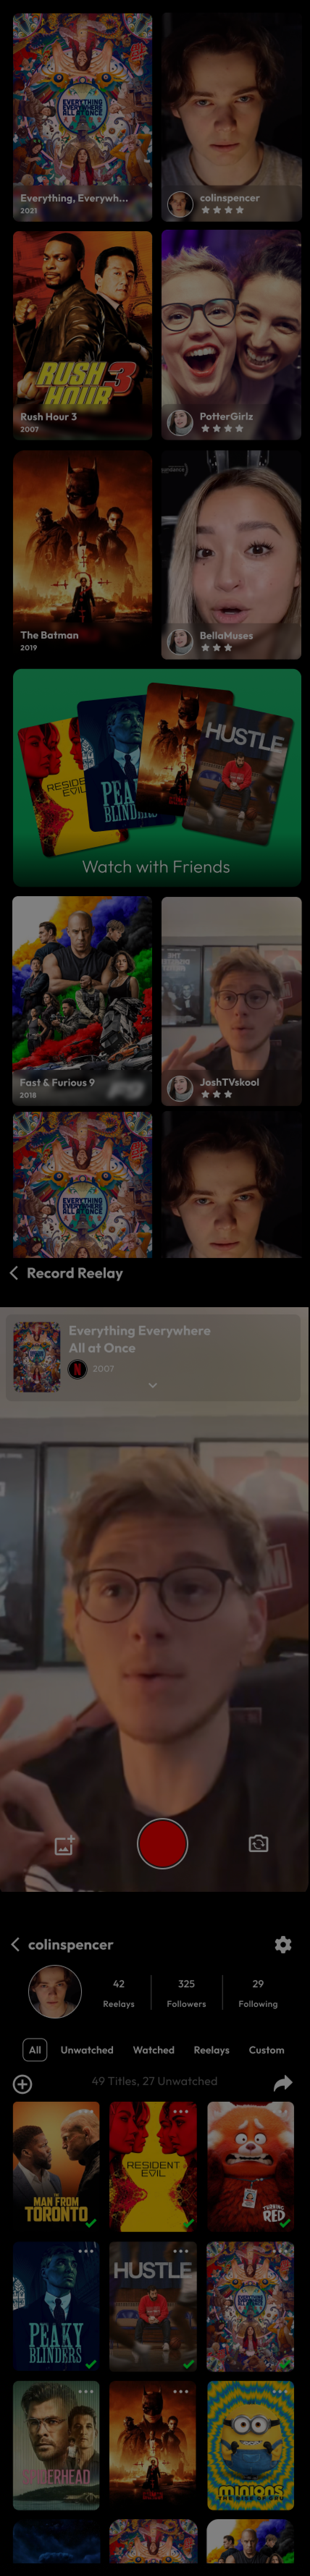 EVERYTHING
EVERYWHERE
ALL AT ONCE
Everything, Everywh...
2021
colinspencer
RUSH
HOUR 3
Rush Hour 3
2007
PotterGirlz
The Batman
2019
BellaMuses
RESIDENT
EVIL
PEAKY
BLINDERS
HUSTLE
Watch with Friends
Fast & Furious 9
2018
JoshTVskool
EVERYTHING
EVERYWHERE
ALL AT ONCE
Record Reelay
Everything Everywhere
All at Once
N
2007
colinspencer
42
325
29
Reelays
Followers
Following
All
Unwatched
Watched
Reelays
Custom
49 Titles, 27 Unwatched
THE
MAN FROM
TORONTO
RESIDENT
EVIL
TURNING
RED
PEAKY
BLINDERS
HUSTLE
SPIDERHEAD
MINIONS